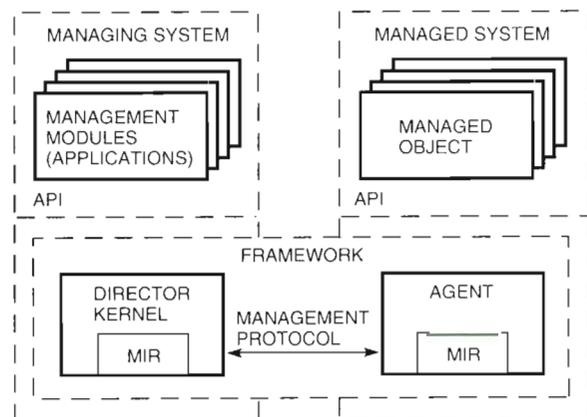 MANAGING SYSTEM
MANAGED SYSTEM
MANAGEMENT
MODULES
(APPLICATIONS)
MANAGED
OBJECT
API
API
FRAMEWORK
DIRECTOR
KERNEL
MIR
MANAGEMENT
PROTOCOL
AGENT
MIR